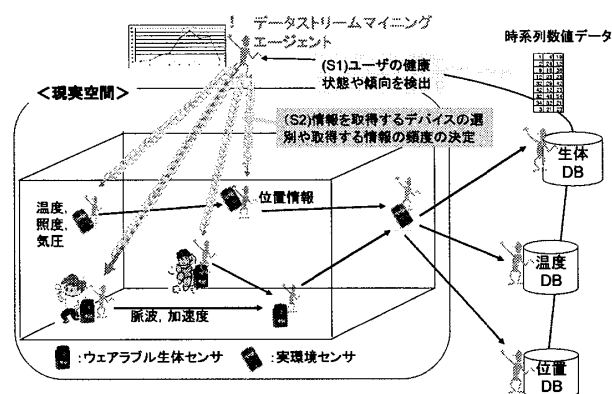 ! データストリームマイニング
エージェント
時系列数値データ
(S1)ユーザの健康
状態や傾向を検出
＜現実空間＞
(S2)情報を取得するデバイスの選
別や取得する情報の頻度の決定
生体
DB
温度,
照度,
気圧
位置情報
温度
DB
脈波, 加速度
位置
DB
:ウェアラブル生体センサ
:実環境センサ